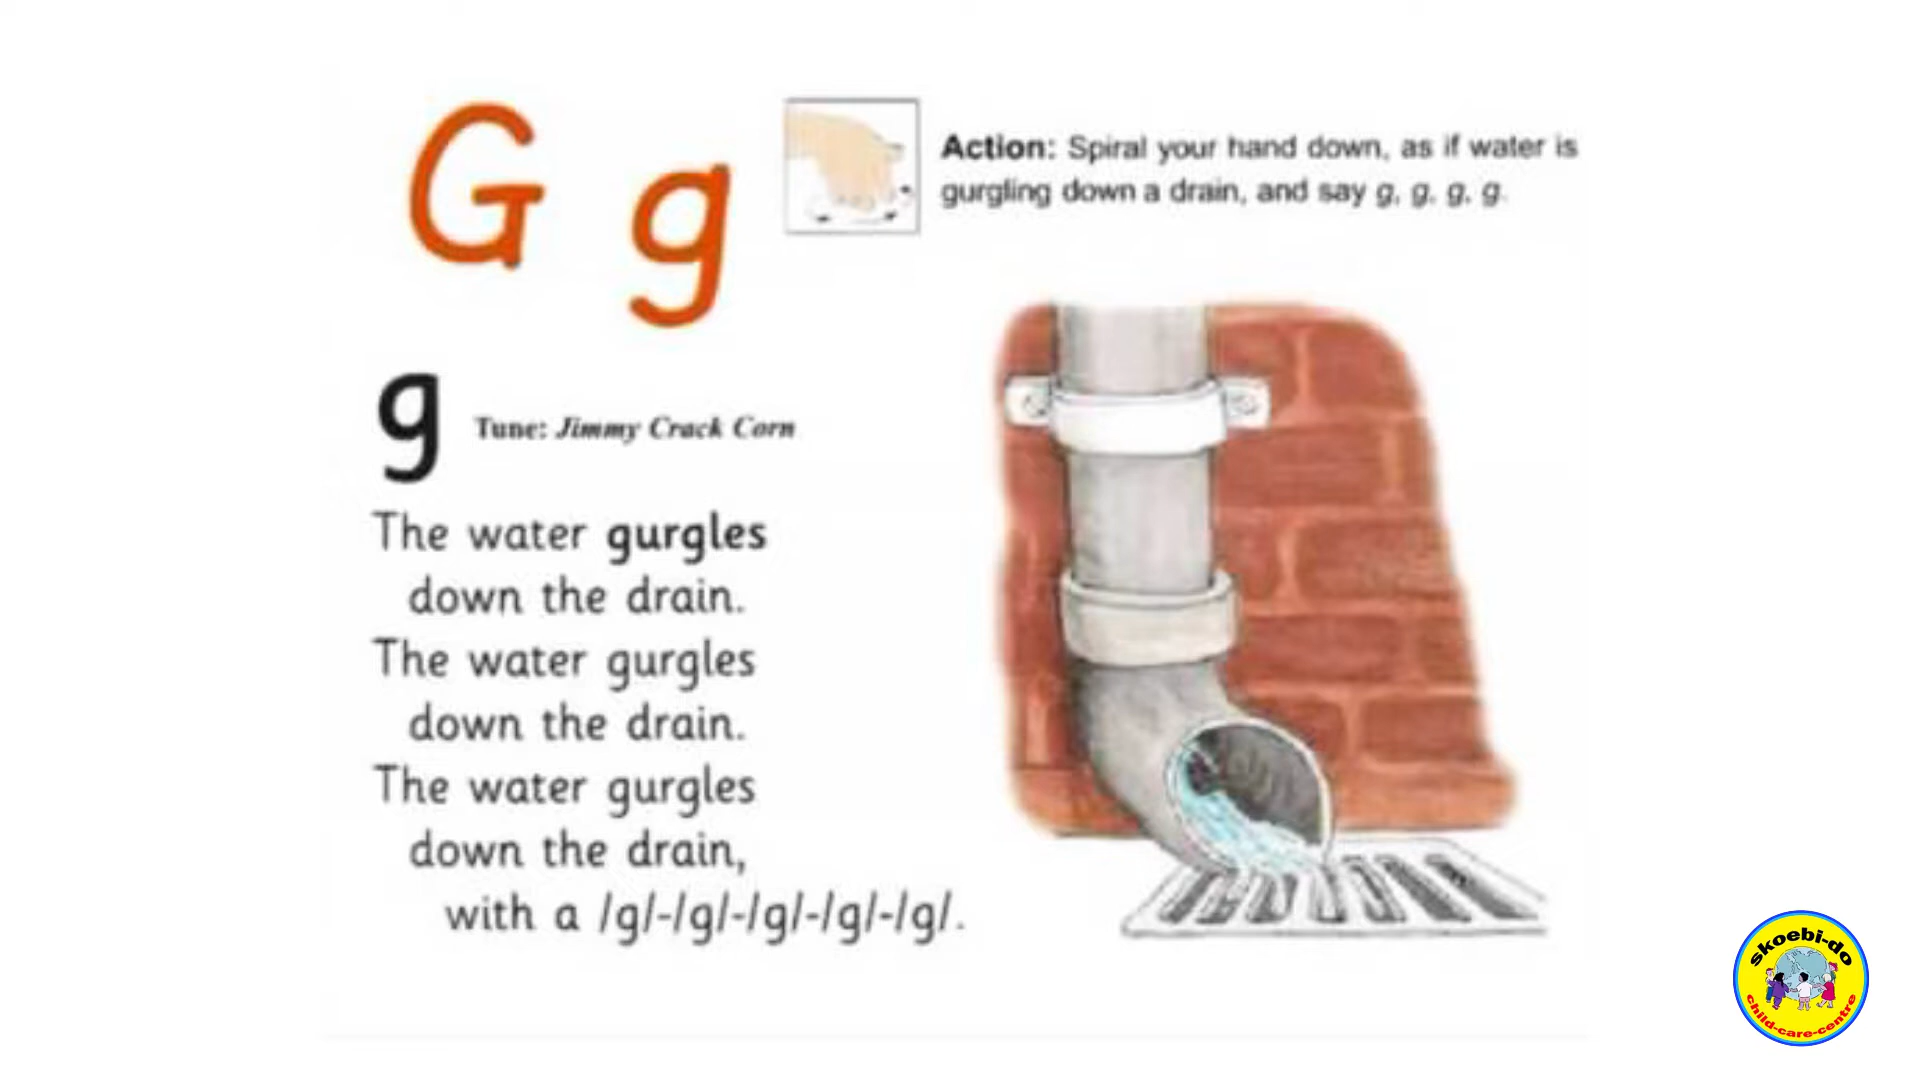 G g
Action: Spiral your hand down, as if water is
gurgling down a drain, and say g, g, g, g.
g
Tune: Jimmy Crack Corn
The water gurgles
down the drain.
The water gurgles
down the drain.
The water gurgles
down the drain,
with a /g/-/g/-/g/-/g/-/g/.
skoebi-do
child-care-centre